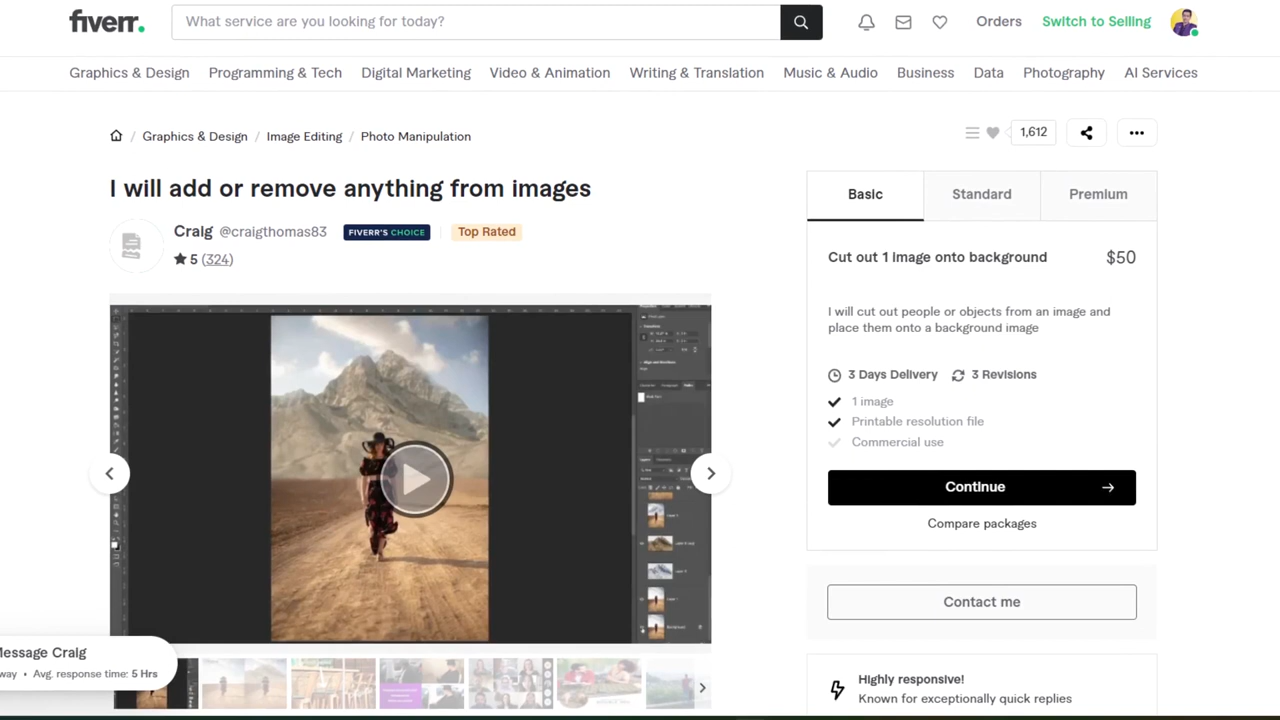 fiverr.
What service are you looking for today?
Orders
Switch to Selling
Graphics & Design
Programming & Tech
Digital Marketing
Video & Animation
Writing & Translation
Music & Audio
Business
Data
Photography
AI Services
/ Graphics & Design / Image Editing / Photo Manipulation
1,612
I will add or remove anything from images
Craig @craigthomas83 FIVERR'S CHOICE Top Rated
5 (324)
Basic
Standard
Premium
Cut out 1 image onto background $50
I will cut out people or objects from an image and
place them onto a background image
3 Days Delivery 3 Revisions
1 image
Printable resolution file
Commercial use
Continue
Compare packages
Contact me
Message Craig
Avg. response time: 5 Hrs
Highly responsive!
Known for exceptionally quick replies